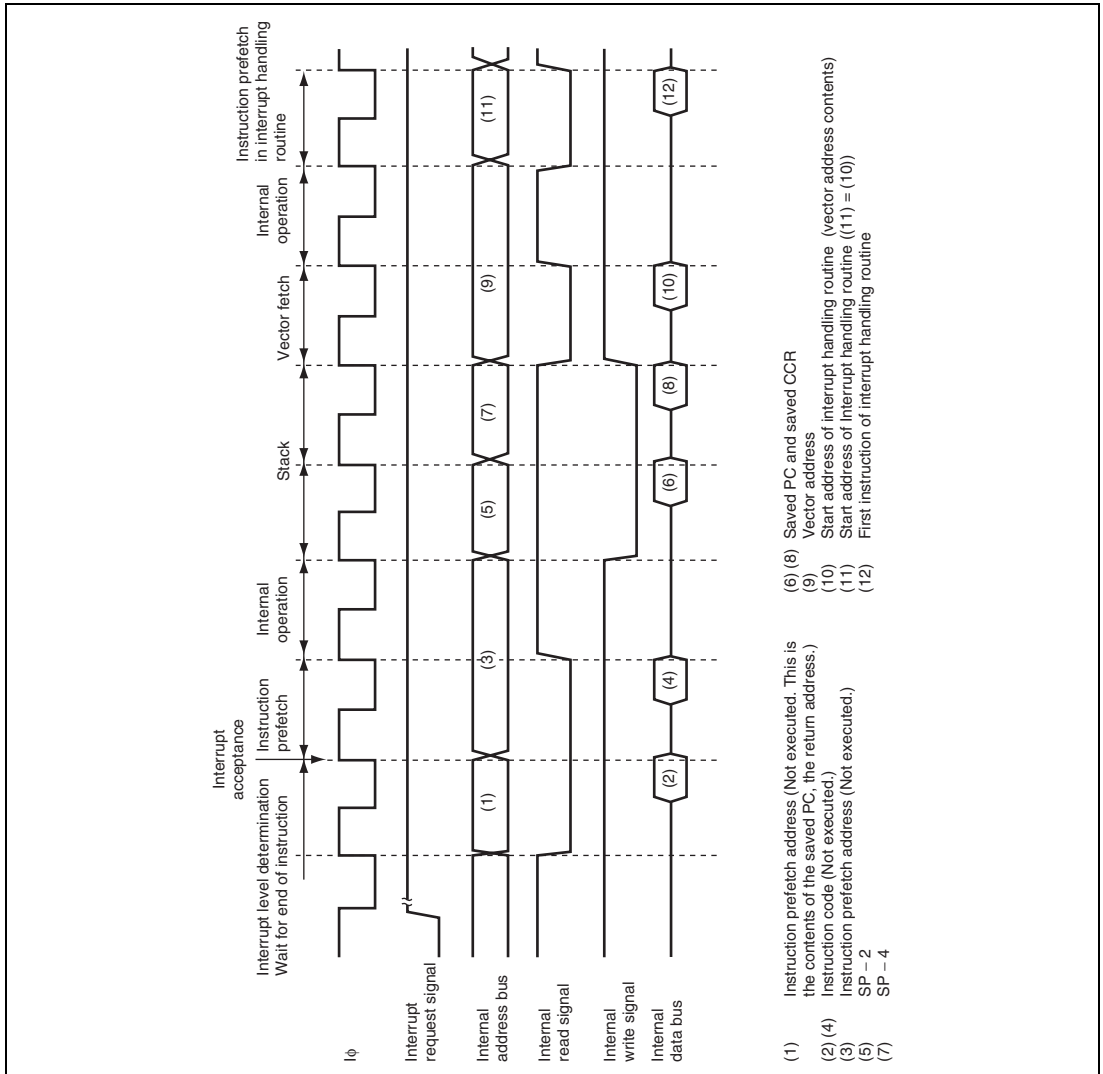 Interrupt level determination
Wait for end of instruction
Interrupt
acceptance
Instruction
prefetch
Internal
operation
Stack
Vector fetch
Internal
operation
Instruction prefetch
in interrupt handling
routine
Iφ
Interrupt
request signal
Internal
address bus
(1)
(3)
(5)
(7)
(9)
(11)
Internal
read signal
Internal
write signal
Internal
data bus
(2)
(4)
(6)
(8)
(10)
(12)
(1) Instruction prefetch address (Not executed. This is
the contents of the saved PC, the return address.)
(2) (4) Instruction code (Not executed.)
(3) Instruction prefetch address (Not executed.)
(5) SP – 2
(7) SP – 4
(6) (8) Saved PC and saved CCR
(9) Vector address
(10) Start address of interrupt handling routine (vector address contents)
(11) Start address of Interrupt handling routine ((11) = (10))
(12) First instruction of interrupt handling routine